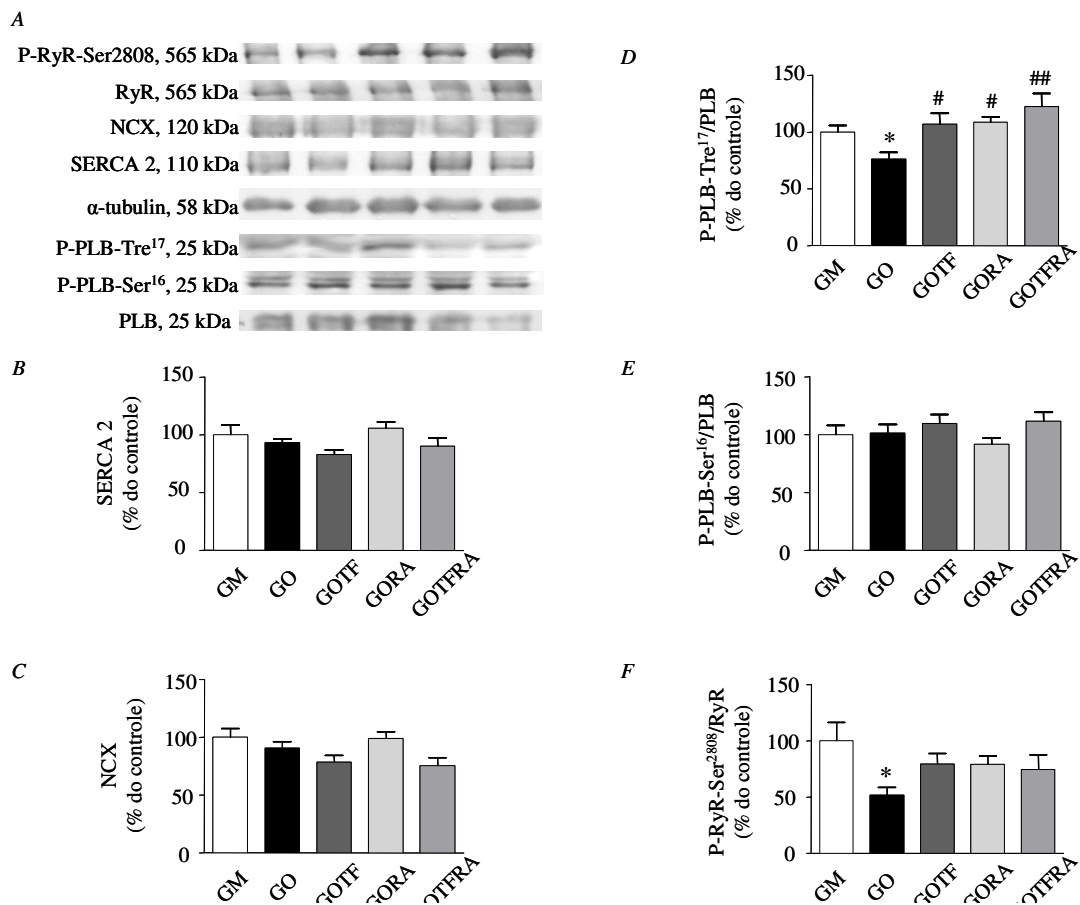 A
P-RyR-Ser2808, 565 kDa
RyR, 565 kDa
NCX, 120 kDa
SERCA 2, 110 kDa
α-tubulin, 58 kDa
P-PLB-Tre¹⁷, 25 kDa
P-PLB-Ser¹⁶, 25 kDa
PLB, 25 kDa
B
SERCA 2
(% do controle)
150
100
50
0
GM
GO
GOTF
GORA
GOTFRA
C
NCX
(% do controle)
150
100
50
0
GM
GO
GOTF
GORA
GOTFRA
D
P-PLB-Tre¹⁷/PLB
(% do controle)
150
100
50
0
*
#
#
##
GM
GO
GOTF
GORA
GOTFRA
E
P-PLB-Ser¹⁶/PLB
(% do controle)
150
100
50
0
GM
GO
GOTF
GORA
GOTFRA
F
P-RyR-Ser²⁸⁰⁸/RyR
(% do controle)
150
100
50
0
*
GM
GO
GOTF
GORA
GOTFRA